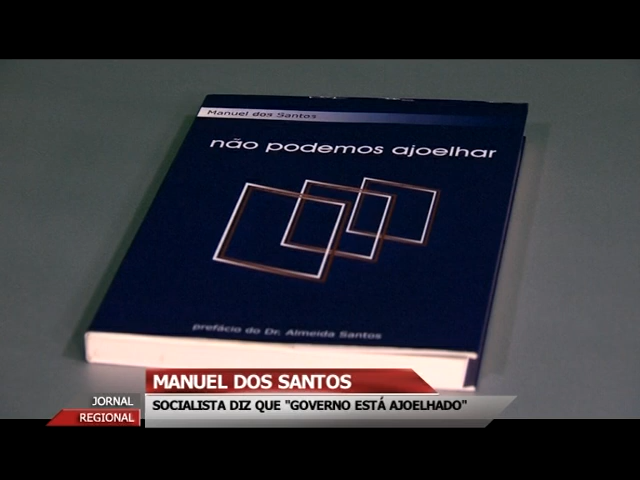 Manuel dos Santos
não podemos ajoelhar
prefácio do Dr. Almeida Santos
MANUEL DOS SANTOS
JORNAL
REGIONAL
SOCIALISTA DIZ QUE "GOVERNO ESTÁ AJOELHADO"